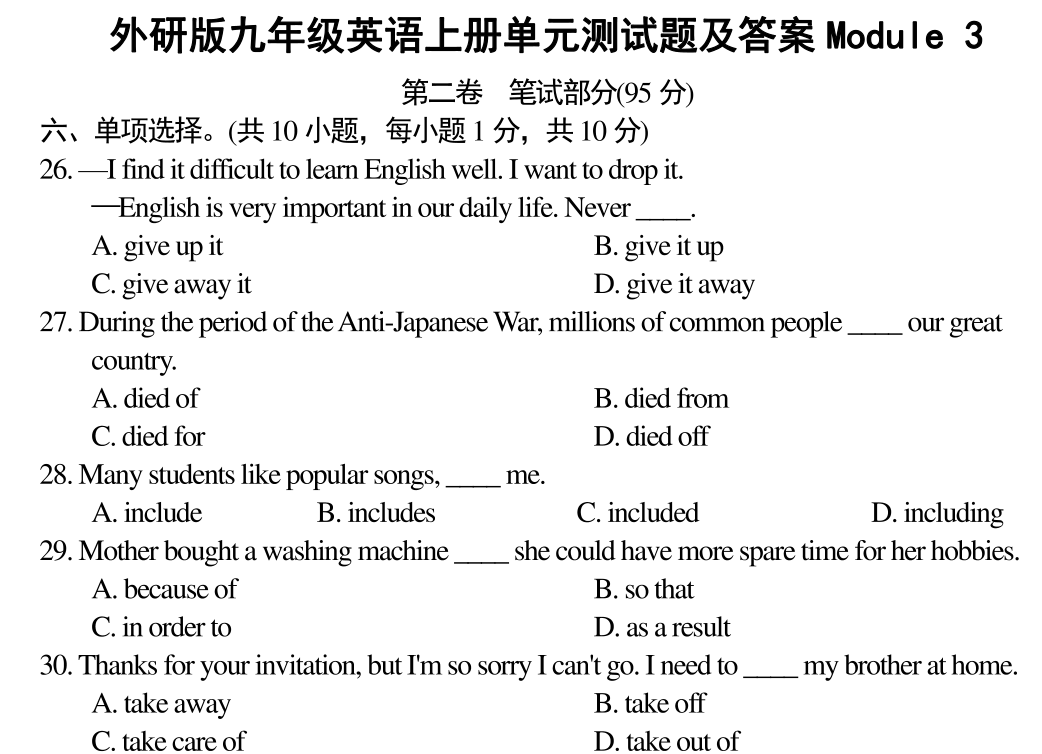 外研版九年级英语上册单元测试题及答案 Module 3
第二卷 笔试部分(95 分)
六、单项选择。(共 10 小题，每小题 1 分，共 10 分)
26. —I find it difficult to learn English well. I want to drop it.
—English is very important in our daily life. Never ____.
A. give up it B. give it up
C. give away it D. give it away
27. During the period of the Anti-Japanese War, millions of common people ____ our great
country.
A. died of B. died from
C. died for D. died off
28. Many students like popular songs, ____ me.
A. include B. includes C. included D. including
29. Mother bought a washing machine ____ she could have more spare time for her hobbies.
A. because of B. so that
C. in order to D. as a result
30. Thanks for your invitation, but I'm so sorry I can't go. I need to ____ my brother at home.
A. take away B. take off
C. take care of D. take out of